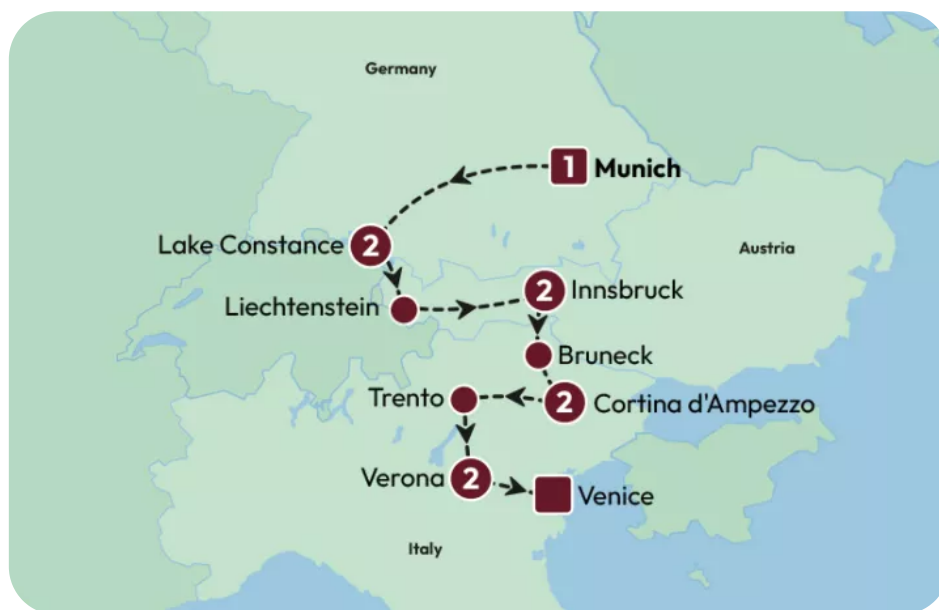 Germany
1 Munich
Austria
Lake Constance 2
Liechtenstein
2 Innsbruck
Bruneck
Trento
2 Cortina d'Ampezzo
Verona 2
Venice
Italy